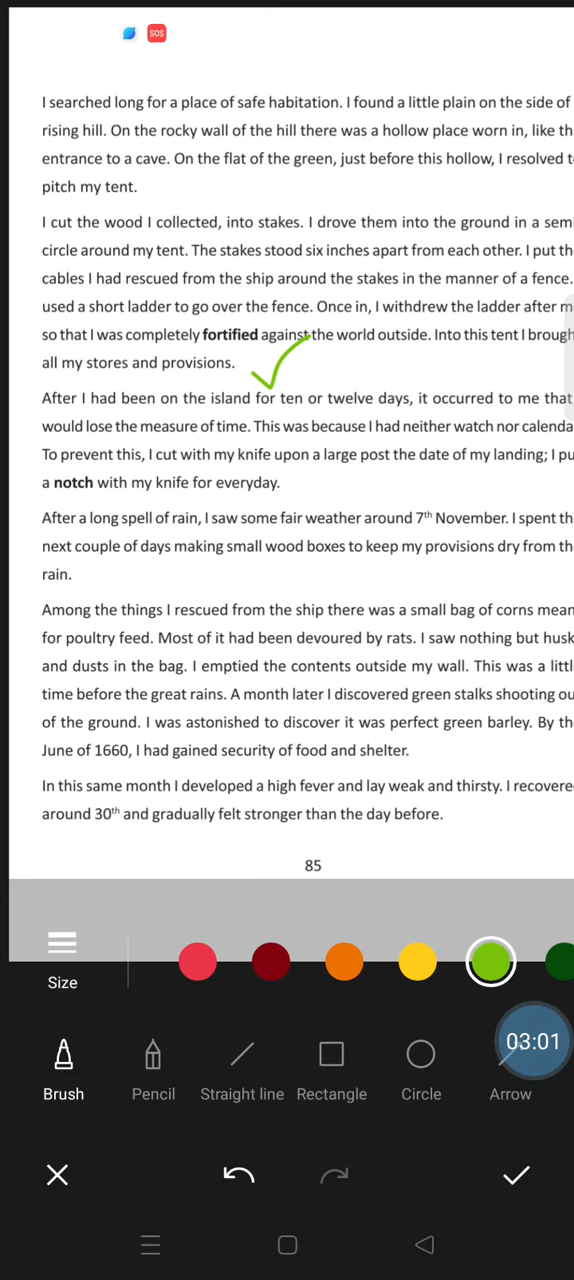 SOS
I searched long for a place of safe habitation. I found a little plain on the side of
rising hill. On the rocky wall of the hill there was a hollow place worn in, like th
entrance to a cave. On the flat of the green, just before this hollow, I resolved t
pitch my tent.
I cut the wood I collected, into stakes. I drove them into the ground in a sem
circle around my tent. The stakes stood six inches apart from each other. I put th
cables I had rescued from the ship around the stakes in the manner of a fence.
used a short ladder to go over the fence. Once in, I withdrew the ladder after m
so that I was completely fortified against the world outside. Into this tent I brough
all my stores and provisions.
After I had been on the island for ten or twelve days, it occurred to me that
would lose the measure of time. This was because I had neither watch nor calenda
To prevent this, I cut with my knife upon a large post the date of my landing; I pu
a notch with my knife for everyday.
After a long spell of rain, I saw some fair weather around 7th November. I spent th
next couple of days making small wood boxes to keep my provisions dry from th
rain.
Among the things I rescued from the ship there was a small bag of corns mean
for poultry feed. Most of it had been devoured by rats. I saw nothing but husk
and dusts in the bag. I emptied the contents outside my wall. This was a littl
time before the great rains. A month later I discovered green stalks shooting ou
of the ground. I was astonished to discover it was perfect green barley. By th
June of 1660, I had gained security of food and shelter.
In this same month I developed a high fever and lay weak and thirsty. I recovere
around 30th and gradually felt stronger than the day before.
85
Size
03:01
Brush Pencil Straight line Rectangle Circle Arrow